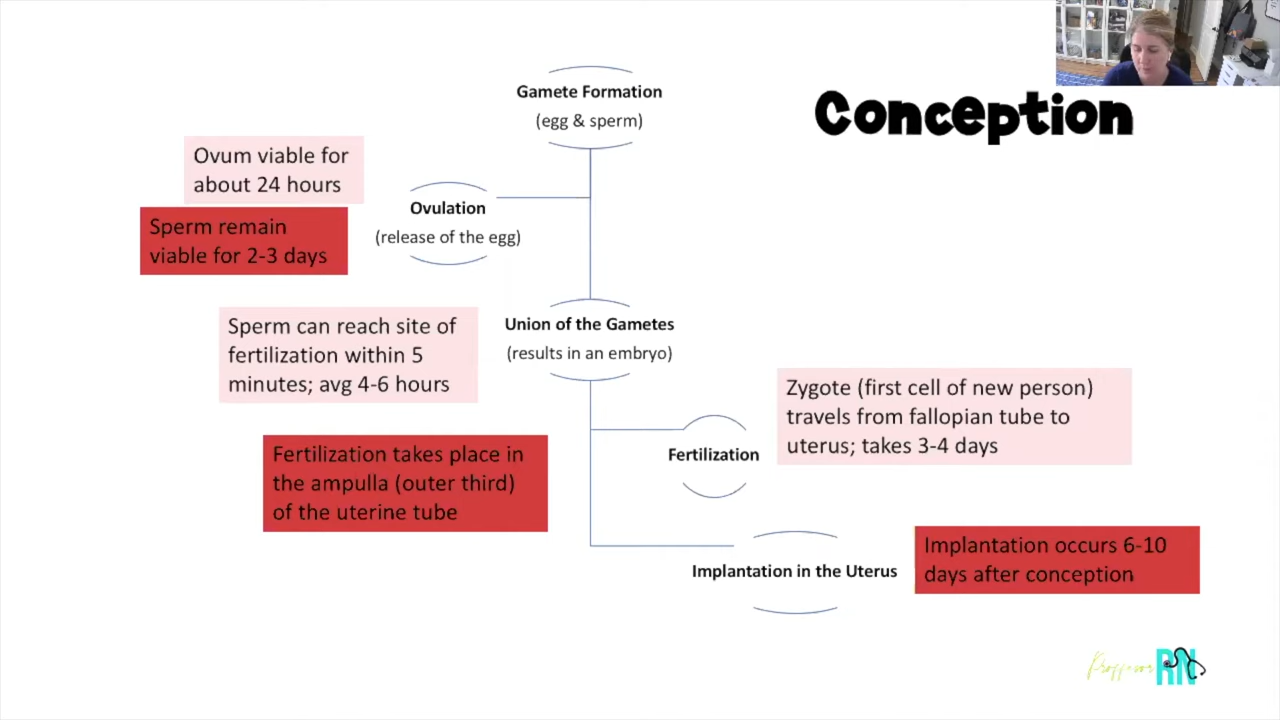 Conception
Gamete Formation
(egg & sperm)
Ovum viable for
about 24 hours
Sperm remain
viable for 2-3 days
Ovulation
(release of the egg)
Sperm can reach site of
fertilization within 5
minutes; avg 4-6 hours
Union of the Gametes
(results in an embryo)
Zygote (first cell of new person)
travels from fallopian tube to
uterus; takes 3-4 days
Fertilization
Fertilization takes place in
the ampulla (outer third)
of the uterine tube
Implantation in the Uterus
Implantation occurs 6-10
days after conception
RN